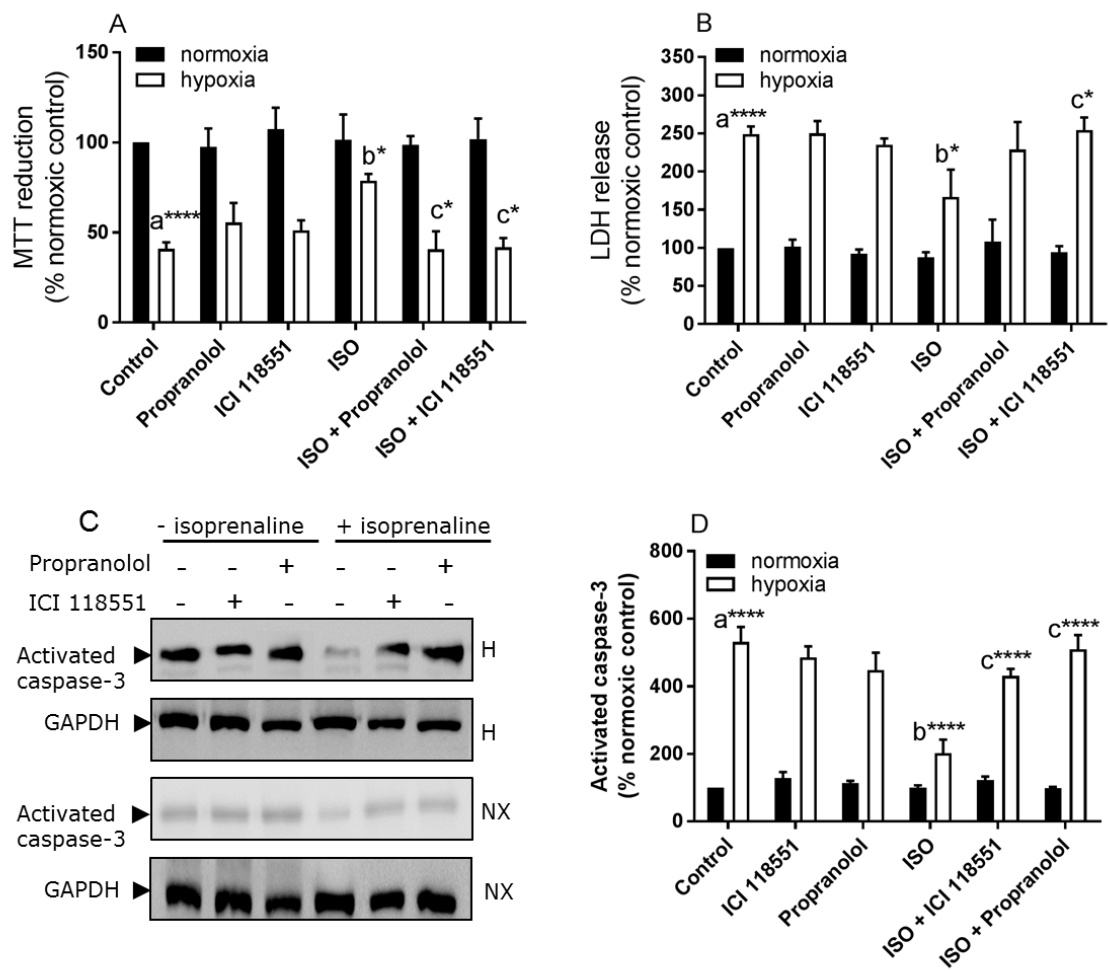 A
MTT reduction
(% normoxic control)
150
100
50
0
normoxia
hypoxia
a****
b*
c*
c*
Control
Propranolol
ICI 118551
ISO
ISO + Propranolol
ISO + ICI 118551
B
LDH release
(% normoxic control)
350
300
250
200
150
100
50
0
normoxia
hypoxia
a****
b*
c*
Control
Propranolol
ICI 118551
ISO
ISO + Propranolol
ISO + ICI 118551
C
- isoprenaline + isoprenaline
Propranolol - - + - - +
ICI 118551 - + - - + -
Activated
caspase-3
H
GAPDH
H
Activated
caspase-3
NX
GAPDH
NX
D
Activated caspase-3
(% normoxic control)
800
600
400
200
0
normoxia
hypoxia
a****
b****
c****
c****
Control
ICI 118551
Propranolol
ISO
ISO + ICI 118551
ISO + Propranolol